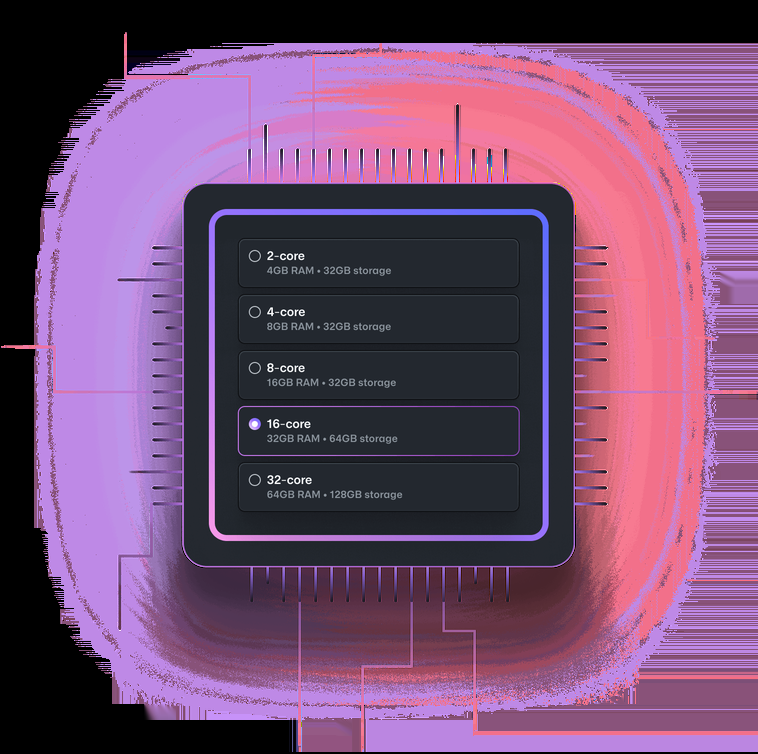 2-core
4GB RAM • 32GB storage
4-core
8GB RAM • 32GB storage
8-core
16GB RAM • 32GB storage
16-core
32GB RAM • 64GB storage
32-core
64GB RAM • 128GB storage